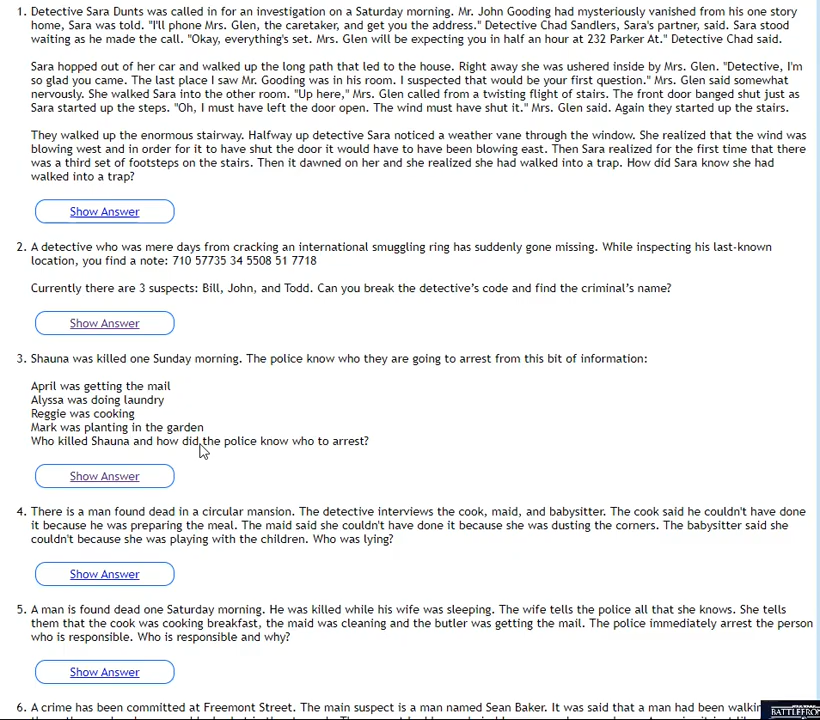 1. Detective Sara Dunts was called in for an investigation on a Saturday morning. Mr. John Gooding had mysteriously vanished from his one story
home, Sara was told. "I'll phone Mrs. Glen, the caretaker, and get you the address." Detective Chad Sandlers, Sara's partner, said. Sara stood
waiting as he made the call. "Okay, everything's set. Mrs. Glen will be expecting you in half an hour at 232 Parker At." Detective Chad said.
Sara hopped out of her car and walked up the long path that led to the house. Right away she was ushered inside by Mrs. Glen. "Detective, I'm
so glad you came. The last place I saw Mr. Gooding was in his room. I suspected that would be your first question." Mrs. Glen said somewhat
nervously. She walked Sara into the other room. "Up here," Mrs. Glen called from a twisting flight of stairs. The front door banged shut just as
Sara started up the steps. "Oh, I must have left the door open. The wind must have shut it." Mrs. Glen said. Again they started up the stairs.
They walked up the enormous stairway. Halfway up detective Sara noticed a weather vane through the window. She realized that the wind was
blowing west and in order for it to have shut the door it would have to have been blowing east. Then Sara realized for the first time that there
was a third set of footsteps on the stairs. Then it dawned on her and she realized she had walked into a trap. How did Sara know she had
walked into a trap?
Show Answer
2. A detective who was mere days from cracking an international smuggling ring has suddenly gone missing. While inspecting his last-known
location, you find a note: 710 57735 34 5508 51 7718
Currently there are 3 suspects: Bill, John, and Todd. Can you break the detective's code and find the criminal's name?
Show Answer
3. Shauna was killed one Sunday morning. The police know who they are going to arrest from this bit of information:
April was getting the mail
Alyssa was doing laundry
Reggie was cooking
Mark was planting in the garden
Who killed Shauna and how did the police know who to arrest?
Show Answer
4. There is a man found dead in a circular mansion. The detective interviews the cook, maid, and babysitter. The cook said he couldn't have done
it because he was preparing the meal. The maid said she couldn't have done it because she was dusting the corners. The babysitter said she
couldn't because she was playing with the children. Who was lying?
Show Answer
5. A man is found dead one Saturday morning. He was killed while his wife was sleeping. The wife tells the police all that she knows. She tells
them that the cook was cooking breakfast, the maid was cleaning and the butler was getting the mail. The police immediately arrest the person
who is responsible. Who is responsible and why?
Show Answer
6. A crime has been committed at Freemont Street. The main suspect is a man named Sean Baker. It was said that a man had been walkin
BATTLEFRO